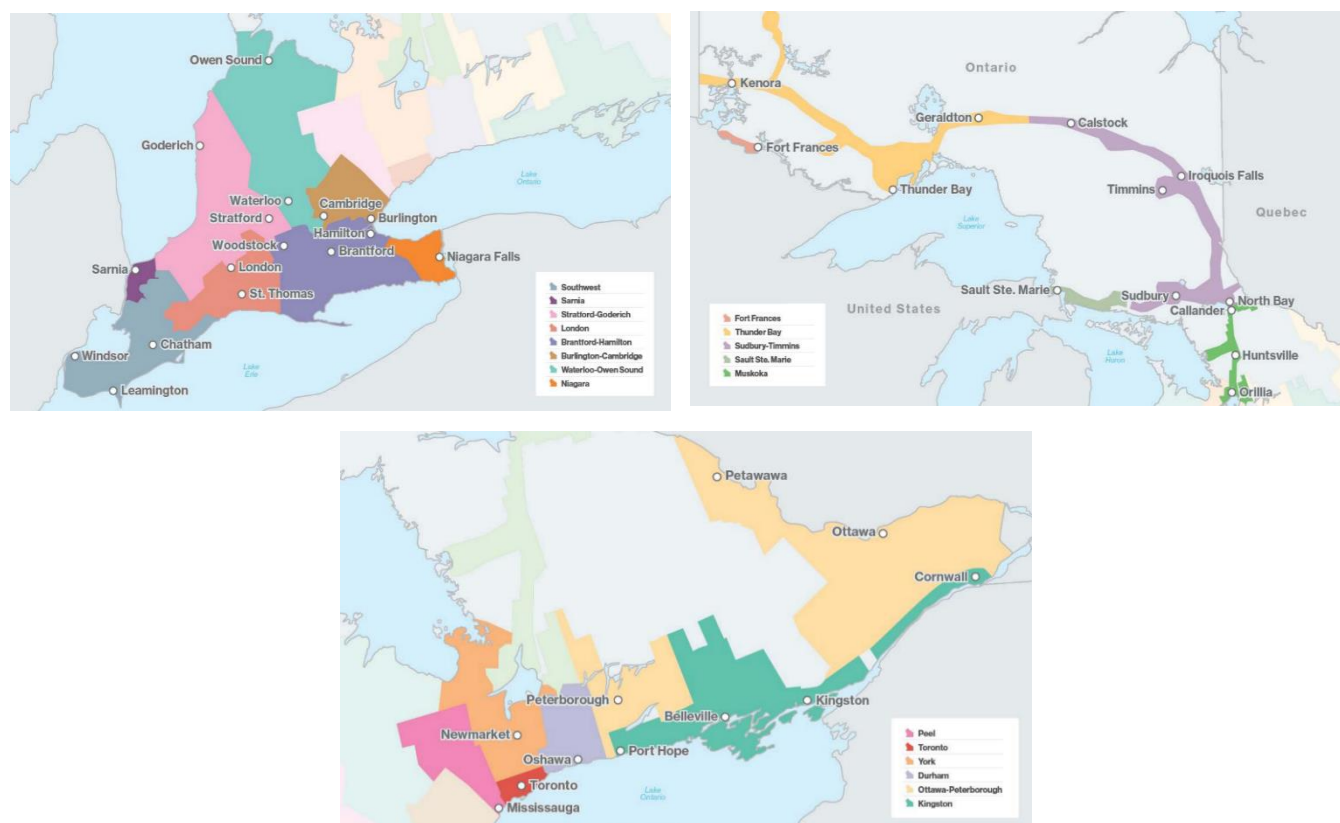 Owen Sound
Goderich
Lake
Ontario
Waterloo
Cambridge
Stratford
Burlington
Hamilton
Woodstock
Brantford
Niagara Falls
Sarnia
London
St. Thomas
Chatham
Windsor
Lake
Erie
Leamington
Southwest
Sarnia
Stratford-Goderich
London
Brantford-Hamilton
Burlington-Cambridge
Waterloo-Owen Sound
Niagara
Ontario
Kenora
Geraldton
Calstock
Fort Frances
Iroquois Falls
Thunder Bay
Timmins
Quebec
Lake
Superior
Sault Ste. Marie
Sudbury
North Bay
United States
Callander
Lake
Huron
Huntsville
Orillia
Fort Frances
Thunder Bay
Sudbury-Timmins
Sault Ste. Marie
Muskoka
Petawawa
Ottawa
Cornwall
Peterborough
Kingston
Belleville
Newmarket
Port Hope
Oshawa
Toronto
Lake
Ontario
Mississauga
Peel
Toronto
York
Durham
Ottawa-Peterborough
Kingston